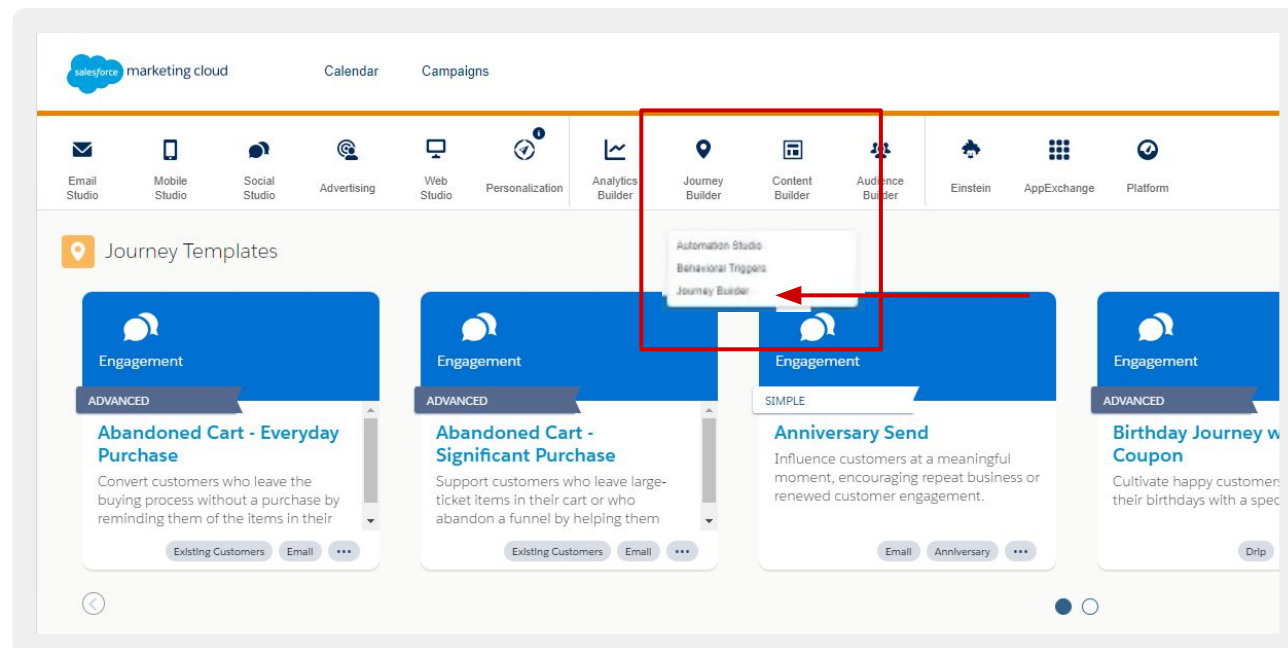 salesforce marketing cloud Calendar Campaigns
Email Studio
Mobile Studio
Social Studio
Advertising
Web Studio
Personalization
Analytics Builder
Journey Builder
Content Builder
Audience Builder
Einstein
AppExchange
Platform
Automation Studio
Behavioral Triggers
Journey Builder
Journey Templates
Engagement
ADVANCED
Abandoned Cart - Everyday
Purchase
Convert customers who leave the
buying process without a purchase by
reminding them of the items in their
Existing Customers Email •••
Engagement
ADVANCED
Abandoned Cart -
Significant Purchase
Support customers who leave large-
ticket items in their cart or who
abandon a funnel by helping them
Existing Customers Email •••
Engagement
SIMPLE
Anniversary Send
Influence customers at a meaningful
moment, encouraging repeat business or
renewed customer engagement.
Email Anniversary •••
Engagement
ADVANCED
Birthday Journey w
Coupon
Cultivate happy customers
their birthdays with a spec
Drip